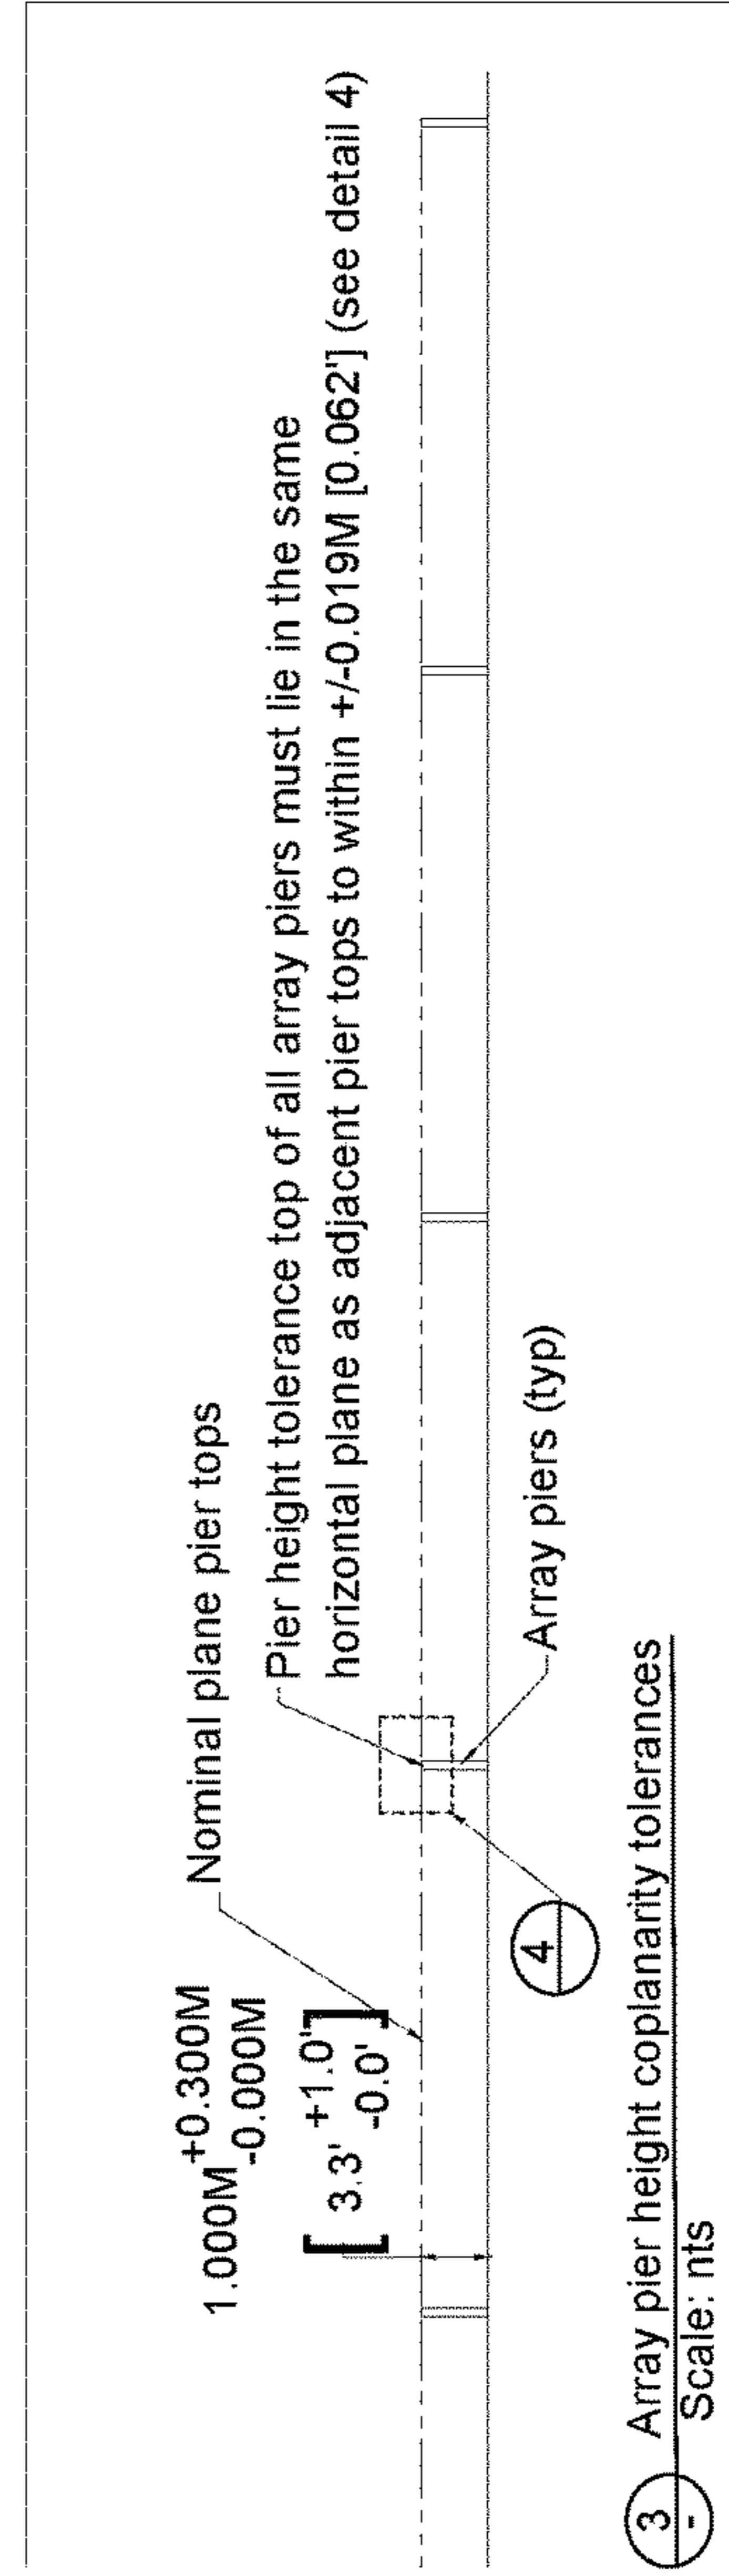 1.000M +0.300M
-0.000M
[ 3.3' +1.0'
-0.0' ]
Nominal plane pier tops
Pier height tolerance top of all array piers must lie in the same
horizontal plane as adjacent pier tops to within +/-0.019M [0.062'] (see detail 4)
4
Array piers (typ)
3
-
Array pier height coplanarity tolerances
Scale: nts